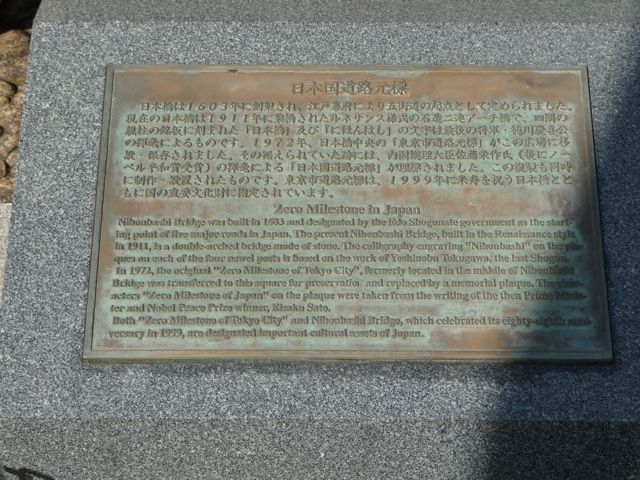 日本国道路元標
日本橋は1603年に創架され、江戸幕府により五街道の起点として定められました。
現在の日本橋は1911年に架橋されたルネサンス様式の石造二連アーチ橋で、四隅の
親柱の銘板に刻まれた「日本橋」及び「にほんばし」の文字は最後の将軍・徳川慶喜公
の揮毫によるものです。1972年、日本橋中央の「東京市道路元標」がこの広場に移
設・保存されました。その据えられていた跡には、内閣総理大臣佐藤榮作氏(後にノー
ベル平和賞受賞)の揮毫による「日本国道路元標」が埋標されました。この複製も同時
に制作・設置されたものです。東京市道路元標は、1999年に米寿を祝う日本橋とと
もに国の重要文化財に指定されています。
Zero Milestone in Japan
Nihonbashi Bridge was built in 1603 and designated by the Edo Shogunate government as the start-
ing point of five major roads in Japan. The present Nihonbashi Bridge, built in the Renaissance style
in 1911, is a double-arched bridge made of stone. The calligraphy engraving "Nihonbashi" on the pla-
ques on each of the four newel posts is based on the work of Yoshinobu Tokugawa, the last Shogun.
In 1972, the original "Zero Milestone of Tokyo City", formerly located in the middle of Nihonbashi
Bridge was transferred to this square for preservation and replaced by a memorial plaque. The char-
acters "Zero Milestone of Japan" on the plaque were taken from the writing of the then Prime Minis-
ter and Nobel Peace Prize winner, Eisaku Sato.
Both "Zero Milestone of Tokyo City" and Nihonbashi Bridge, which celebrated its eighty-eighth anni-
versary in 1999, are designated important cultural assets of Japan.